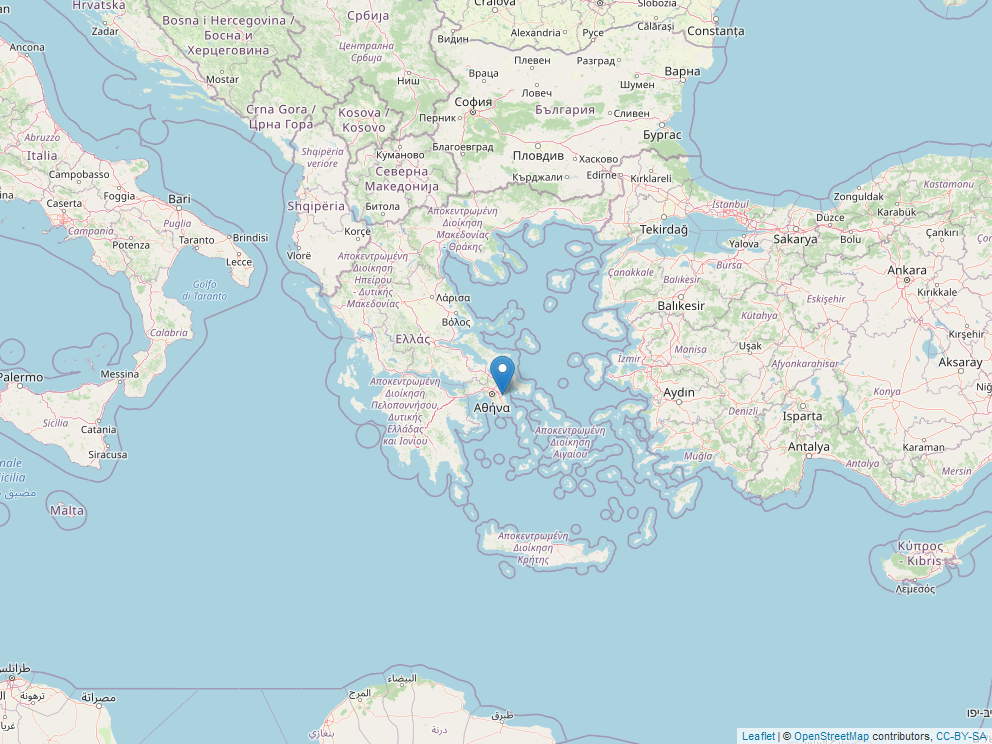 Hrvatska
Zadar
Ancona
Bosna i Hercegovina /
Босна и
Херцеговина
Mostar
Србија
Централна
Србија
Ниш
Видин
Craiova
Alexandria
Русе
Slobozia
Călărași
Constanța
Плевен
Разград
Враца
Ловеч
Шумен
Варна
София
България
Сливен
Перник
Бургас
Crna Gora /
Црна Гора
Kosova /
Kosovo
Благоевград
Пловдив
Хасково
Кърджали
Edirne
Kırklareli
Shqipëria
veriore
Куманово
Северна
Македонија
Shqipëria
Битола
Korçe
Vlorë
Abruzzo
Italia
Campobasso
Foggia
Bari
Caserta
Campania
Puglia
Potenza
Taranto
Brindisi
Lecce
Golfo
di Taranto
Calabria
Messina
Palermo
Sicilia
Catania
Siracusa
Malta
Αποκεντρωμένη
Διοίκηση
Μακεδονίας
- Θράκης
Αποκεντρωμένη
Διοίκηση
Ηπείρου
- Δυτικής
Μακεδονίας
Λάρισα
Βόλος
Ελλάς
Αποκεντρωμένη
Διοίκηση
Πελοποννήσου,
Δυτικής
Ελλάδας
και Ιονίου
Αθήνα
Αποκεντρωμένη
Διοίκηση
Αιγαίου
Αποκεντρωμένη
Διοίκηση
Κρήτης
Tekirdağ
İstanbul
Yalova
Sakarya
Düzce
Bolu
Zonguldak
Karabük
Kastamonu
Çankırı
Çanakkale
Balıkesir
Bursa
Balıkesir
Kütahya
Eskişehir
Ankara
Kırıkkale
Kırşehir
Aksaray
İzmir
Manisa
Uşak
Afyonkarahisar
Konya
Aydın
Denizli
Isparta
Muğla
Antalya
Antalya
Karaman
Mersin
Κύπρος
- Kıbrıs
Λεμεσός
طرابلس
ترهونة
مصراتة
البيضاء
المرج
بنغازي
درنة
طبرق
Leaflet | © OpenStreetMap contributors, CC-BY-SA